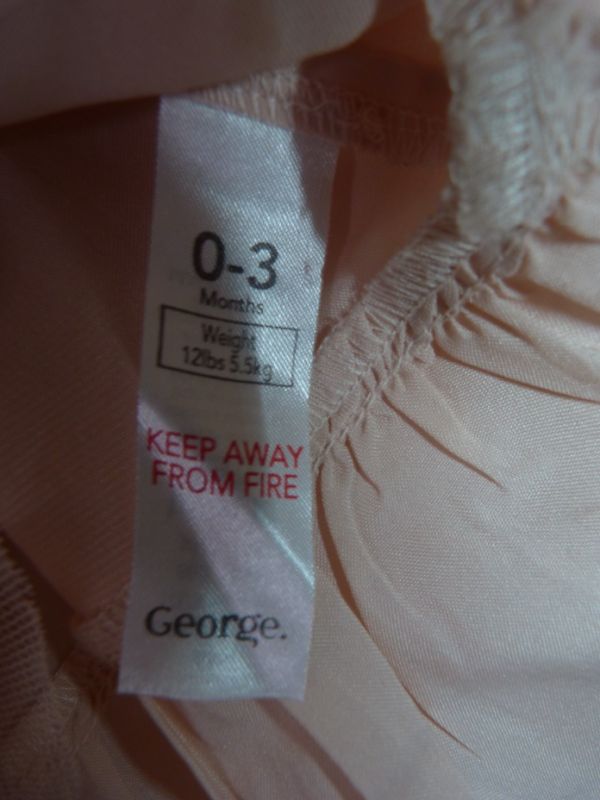 0-3
Months
Weight
12lbs 5.5kg
KEEP AWAY
FROM FIRE
George.